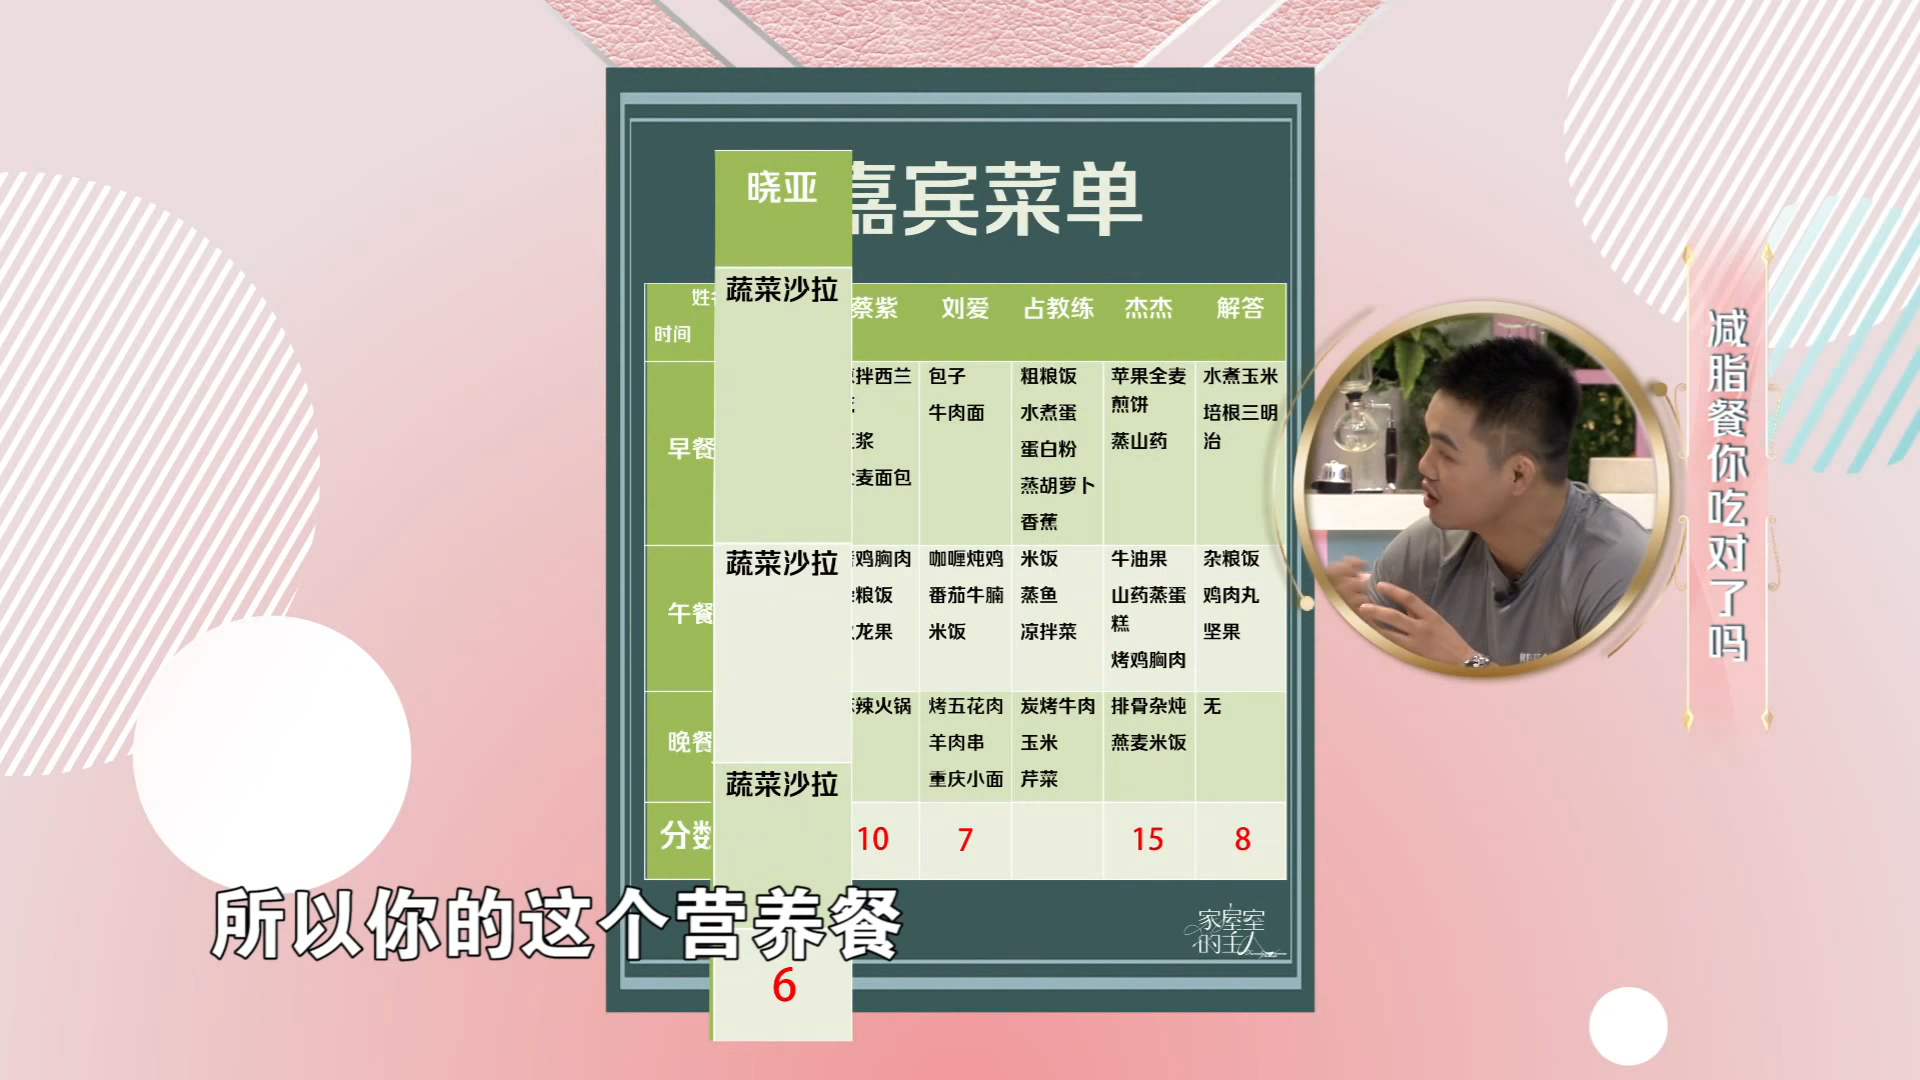 嘉宾菜单
晓亚
蔬菜沙拉
蔬菜沙拉
蔬菜沙拉
6
时间
蔡紫
刘爱
占教练
杰杰
解答
早餐
拌西兰
浆
麦面包
包子
牛肉面
粗粮饭
水煮蛋
蛋白粉
蒸胡萝卜
香蕉
苹果全麦
煎饼
蒸山药
水煮玉米
培根三明
治
午餐
鸡胸肉
粮饭
龙果
咖喱炖鸡
番茄牛腩
米饭
米饭
蒸鱼
凉拌菜
牛油果
山药蒸蛋
糕
烤鸡胸肉
杂粮饭
鸡肉丸
坚果
晚餐
辣火锅
烤五花肉
羊肉串
重庆小面
炭烤牛肉
玉米
芹菜
排骨杂炖
燕麦米饭
无
分数
10
7
15
8
减脂餐你吃对了吗
所以你的这个营养餐
家屋室
的主人